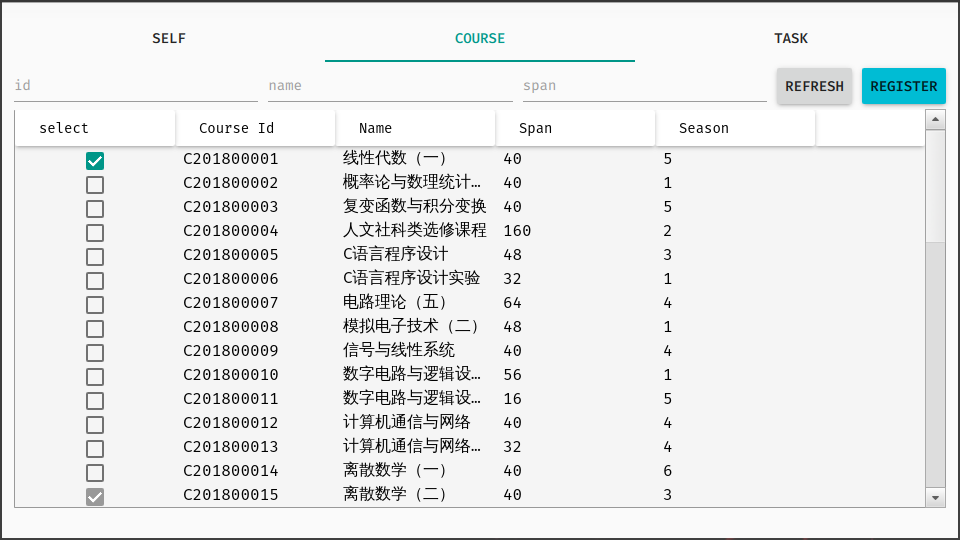 SELF COURSE TASK
id name span REFRESH REGISTER
select Course Id Name Span Season
C201800001 线性代数（一） 40 5
C201800002 概率论与数理统计... 40 1
C201800003 复变函数与积分变换 40 5
C201800004 人文社科类选修课程 160 2
C201800005 C语言程序设计 48 3
C201800006 C语言程序设计实验 32 1
C201800007 电路理论（五） 64 4
C201800008 模拟电子技术（二） 48 1
C201800009 信号与线性系统 40 4
C201800010 数字电路与逻辑设... 56 1
C201800011 数字电路与逻辑设... 16 5
C201800012 计算机通信与网络 40 4
C201800013 计算机通信与网络... 32 4
C201800014 离散数学（一） 40 6
C201800015 离散数学（二） 40 3